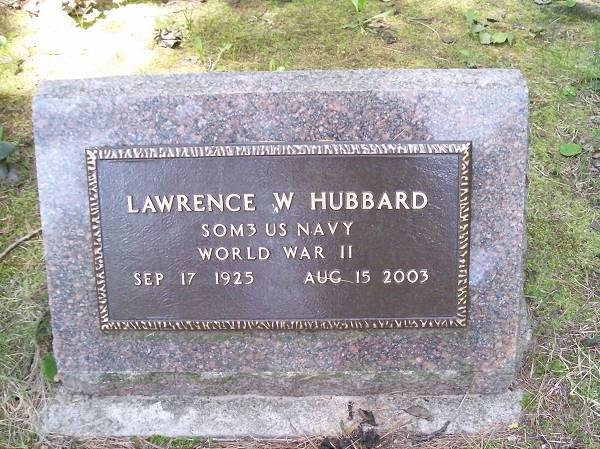 LAWRENCE W HUBBARD
SOM3 US NAVY
WORLD WAR II
SEP 17 1925 AUG 15 2003